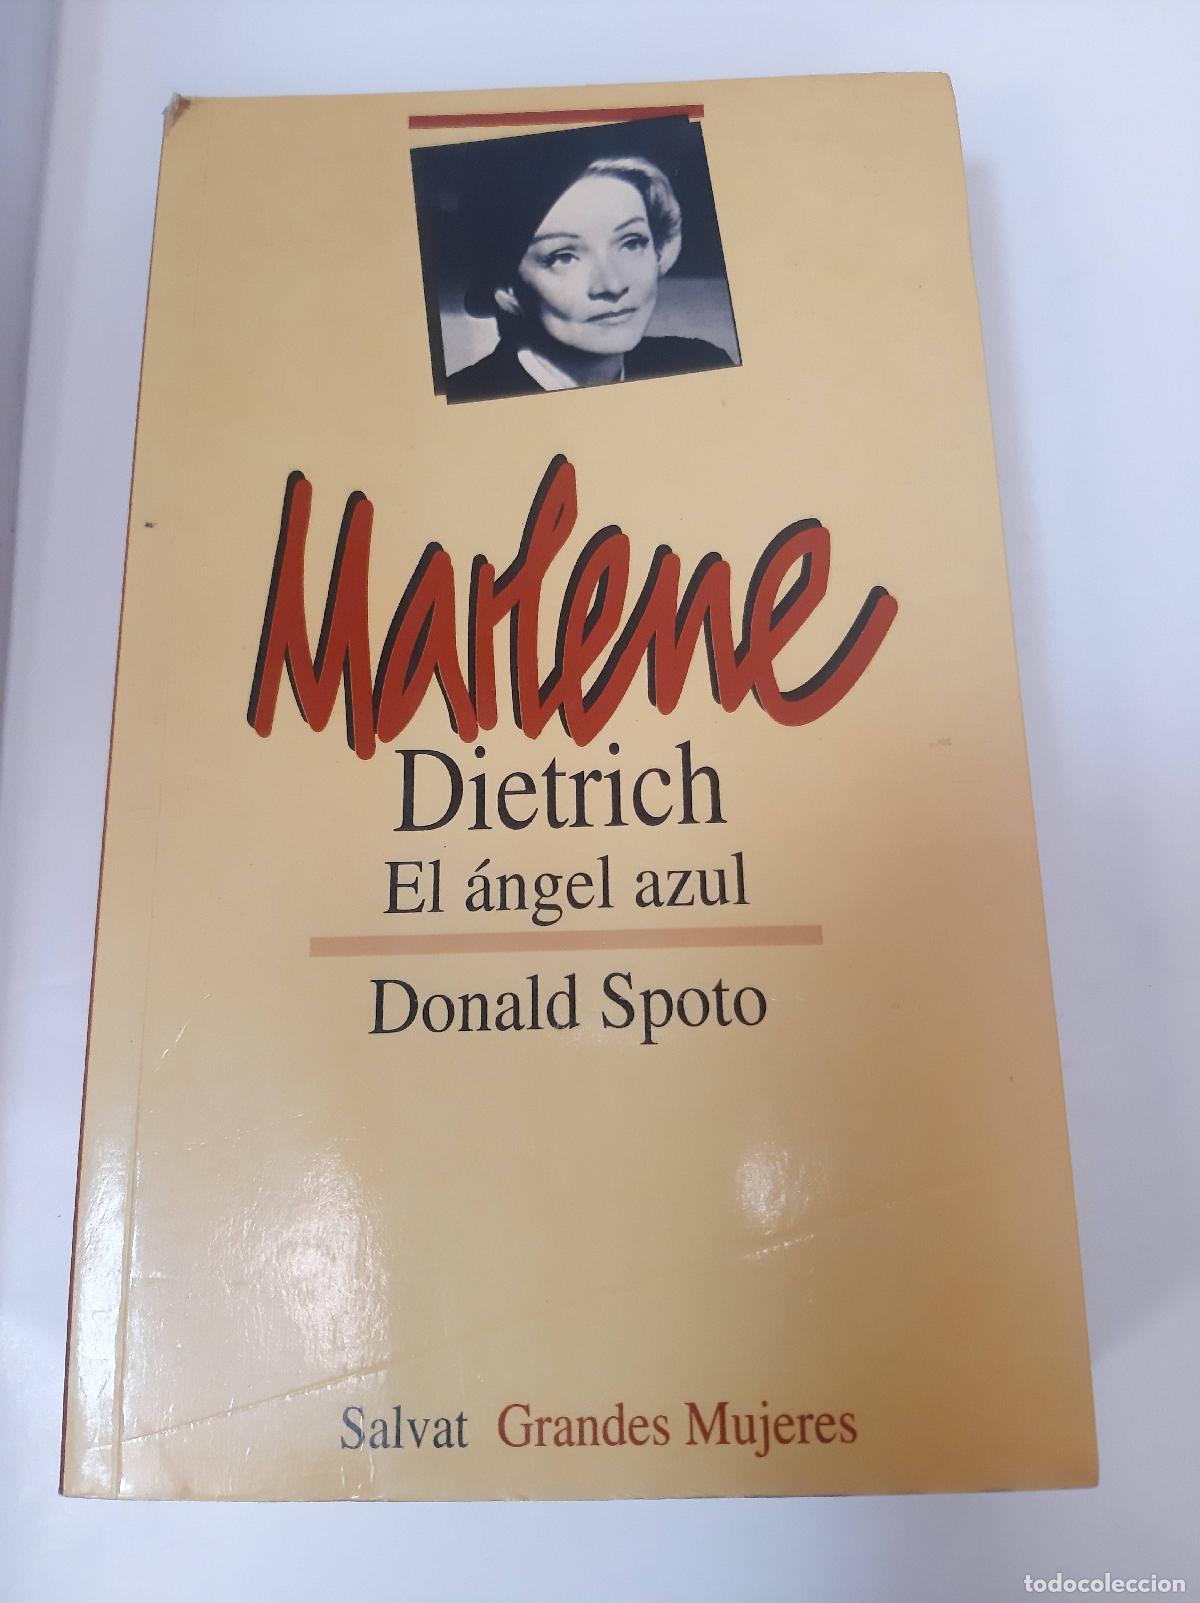 Marlene
Dietrich
El ángel azul
Donald Spoto
Salvat Grandes Mujeres
todocoleccion